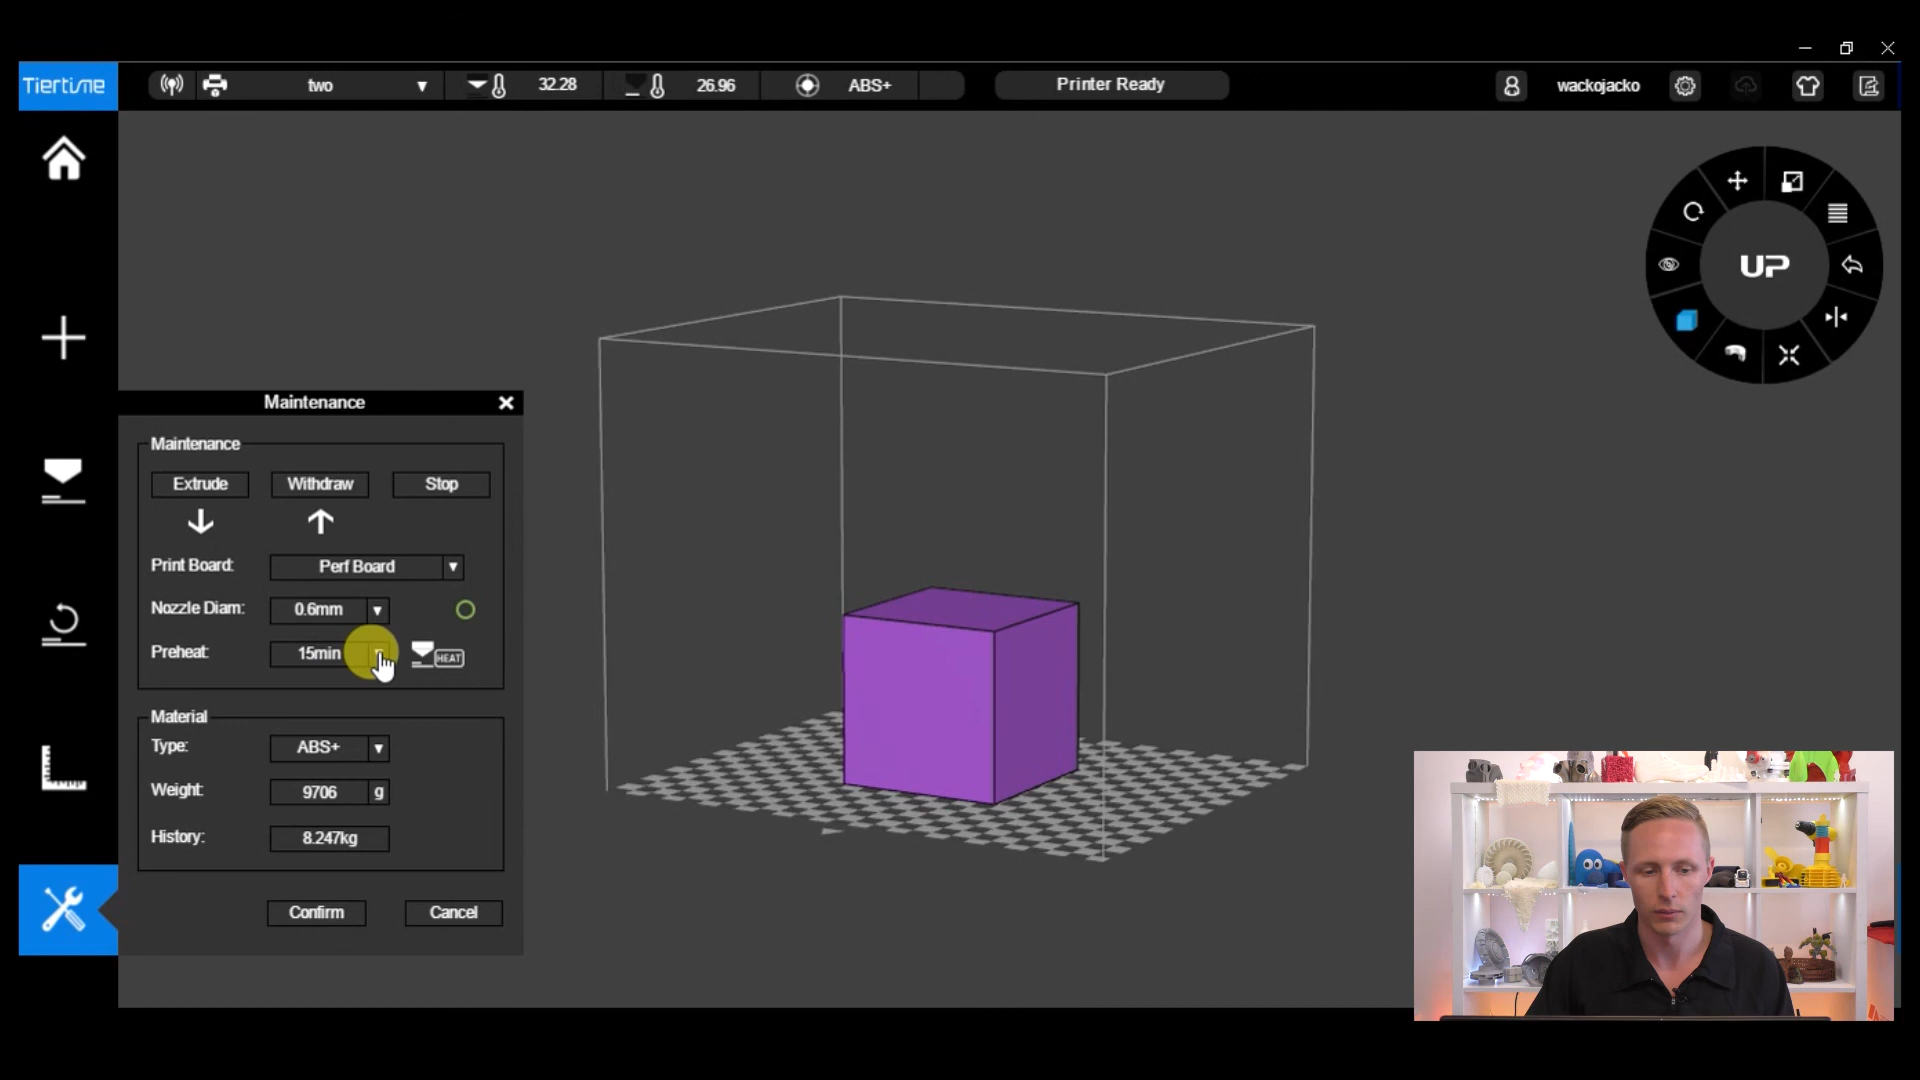 Tiertime
two
32.28
26.96
ABS+
Printer Ready
wackojacko
UP
Maintenance
Maintenance
Extrude
Withdraw
Stop
Print Board:
Perf Board
Nozzle Diam:
0.6mm
Preheat:
15min
HEAT
Material
Type:
ABS+
Weight:
9706
g
History:
8.247kg
Confirm
Cancel